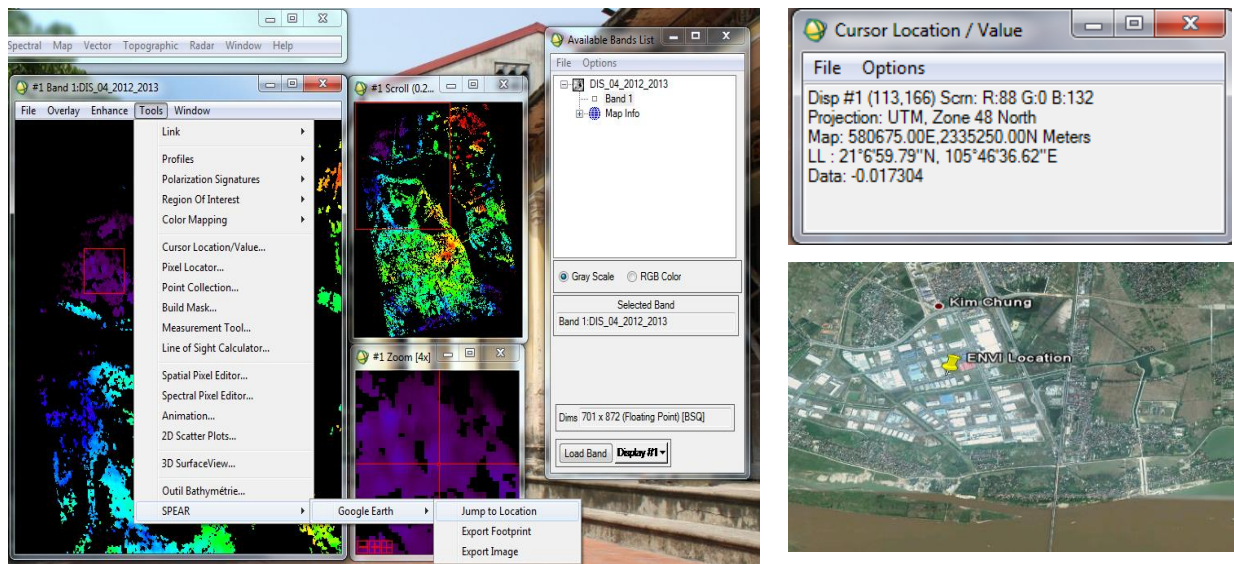 Spectral Map Vector Topographic Radar Window Help
#1 Band 1:DIS_04_2012_2013
File Overlay Enhance Tools Window
Link
Profiles
Polarization Signatures
Region Of Interest
Color Mapping
Cursor Location/Value...
Pixel Locator...
Point Collection...
Build Mask...
Measurement Tool...
Line of Sight Calculator...
Spatial Pixel Editor...
Spectral Pixel Editor...
Animation...
2D Scatter Plots...
3D SurfaceView...
Outil Bathymétrie...
SPEAR
Google Earth
Jump to Location
Export Footprint
Export Image
#1 Scroll (0.2...
#1 Zoom [4x]
Available Bands List
File Options
DIS_04_2012_2013
Band 1
Map Info
Gray Scale RGB Color
Selected Band
Band 1:DIS_04_2012_2013
Dims 701 x 872 (Floating Point) [BSQ]
Load Band Display #1
Cursor Location / Value
File Options
Disp #1 (113,166) Scrn: R:88 G:0 B:132
Projection: UTM, Zone 48 North
Map: 580675.00E,2335250.00N Meters
LL : 21°6'59.79"N, 105°46'36.62"E
Data: -0.017304
Kim Chung
ENVI Location